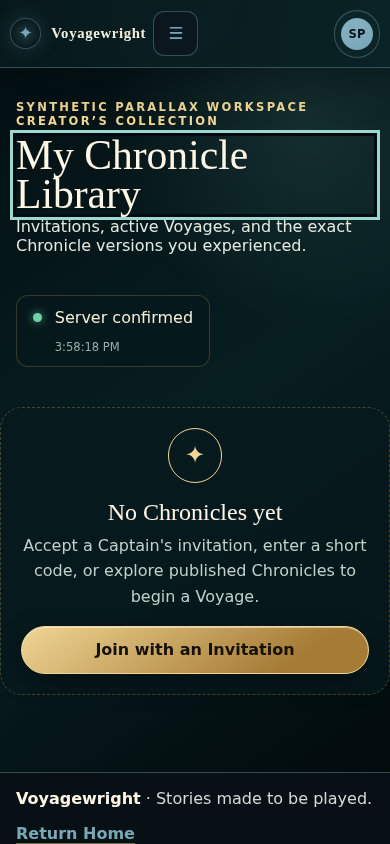 Voyagewright ☰ SP
SYNTHETIC PARALLAX WORKSPACE
CREATOR’S COLLECTION
My Chronicle
Library
Invitations, active Voyages, and the exact
Chronicle versions you experienced.
Server confirmed
3:58:18 PM
No Chronicles yet
Accept a Captain's invitation, enter a short
code, or explore published Chronicles to
begin a Voyage.
Join with an Invitation
Voyagewright · Stories made to be played.
Return Home